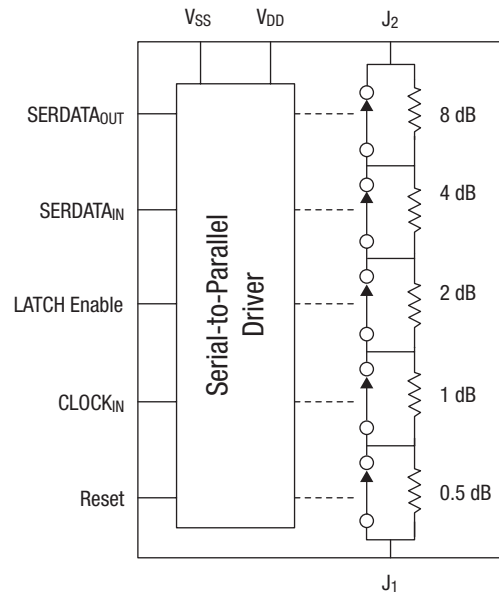 VSS
VDD
J2
SERDATAOUT
8 dB
SERDATAIN
4 dB
LATCH Enable
2 dB
Serial-to-Parallel
Driver
CLOCKIN
1 dB
Reset
0.5 dB
J1